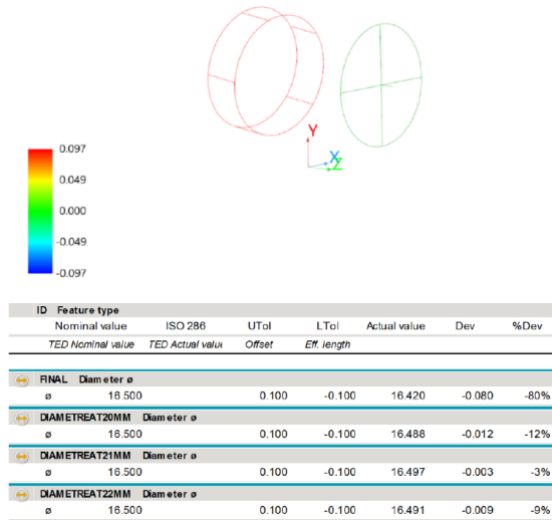 Y
X
Z
0.097
0.049
0.000
-0.049
-0.097
ID Feature type
Nominal value ISO 286 UTol LTol Actual value Dev %Dev
TED Nominal value TED Actual valu Offset Eff. length
FINAL Diameter ø
ø 16.500 0.100 -0.100 16.420 -0.080 -80%
DIAMETREAT20MM Diameter ø
ø 16.500 0.100 -0.100 16.488 -0.012 -12%
DIAMETREAT21MM Diameter ø
ø 16.500 0.100 -0.100 16.497 -0.003 -3%
DIAMETREAT22MM Diameter ø
ø 16.500 0.100 -0.100 16.491 -0.009 -9%